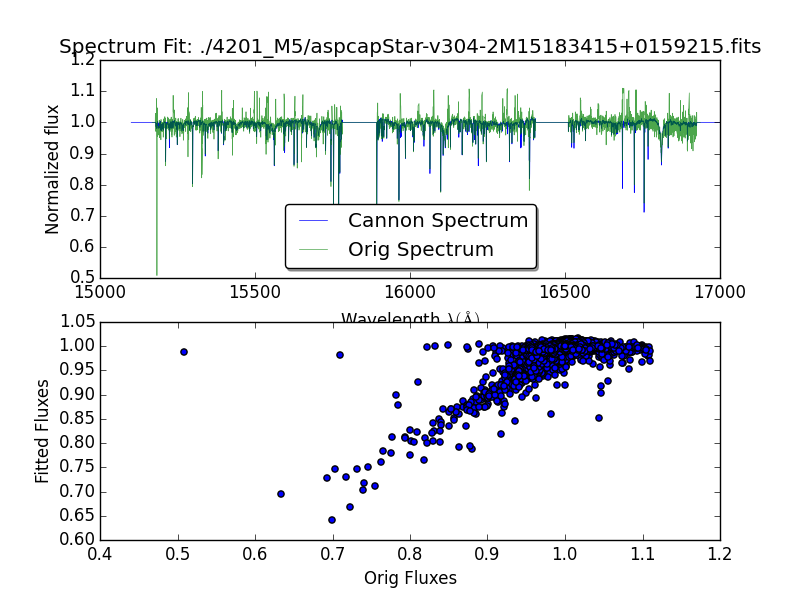 Spectrum Fit: ./4201_M5/aspcapStar-v304-2M15183415+0159215.fits
1.2
1.1
1.0
0.9
0.8
0.7
0.6
0.5
Normalized flux
Cannon Spectrum
Orig Spectrum
15000 15500 16000 16500 17000
Wavelength λ(Å)
1.05
1.00
0.95
0.90
0.85
0.80
0.75
0.70
0.65
0.60
Fitted Fluxes
0.4 0.5 0.6 0.7 0.8 0.9 1.0 1.1 1.2
Orig Fluxes